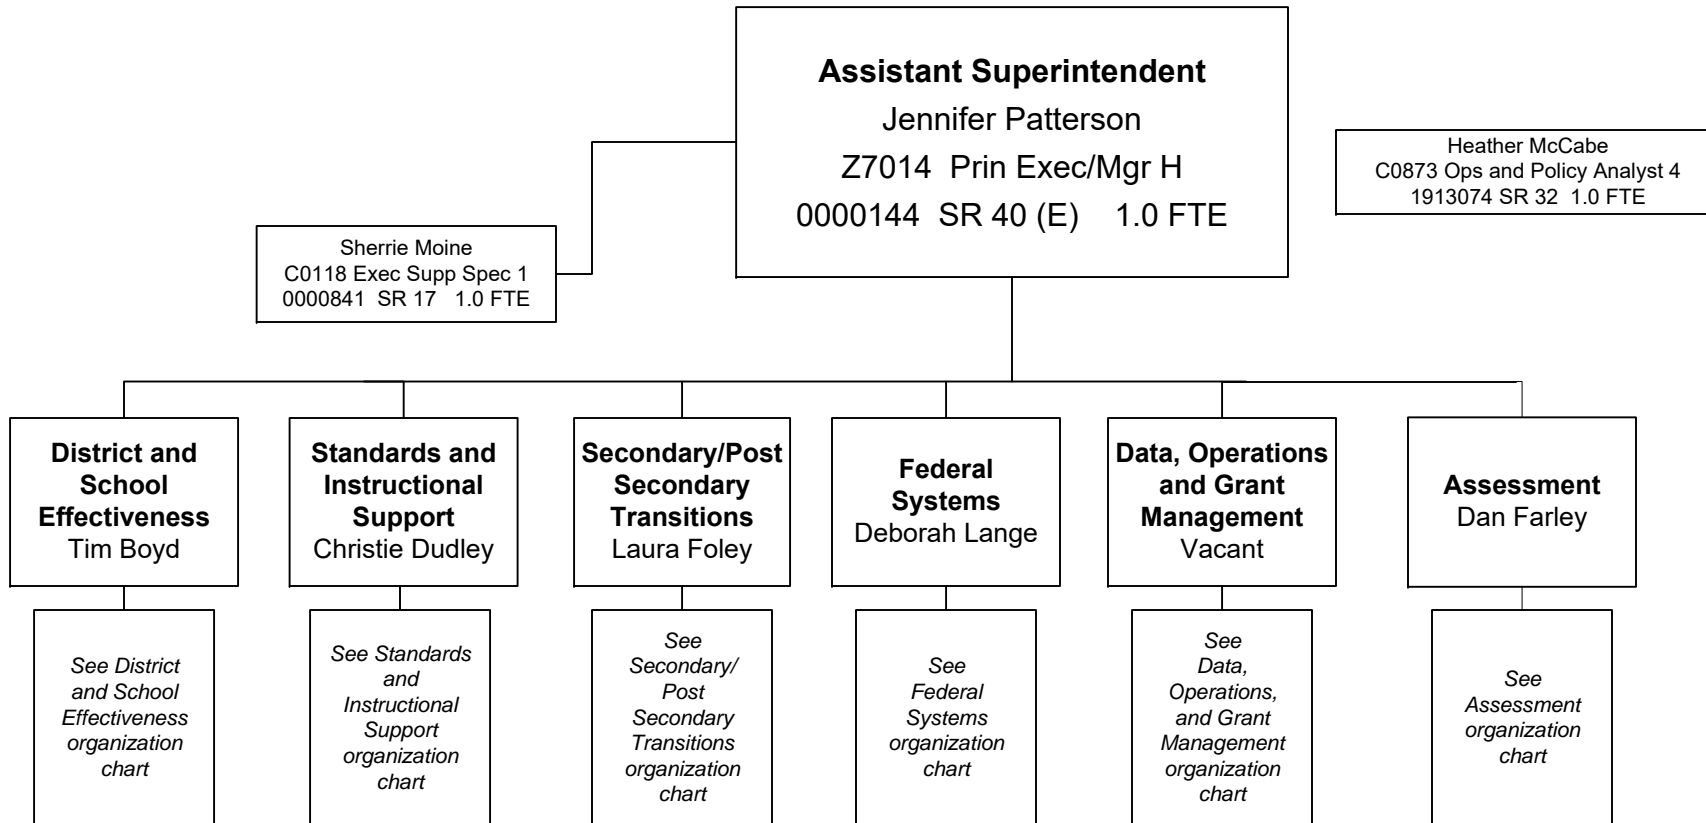 Assistant Superintendent
Jennifer Patterson
Z7014 Prin Exec/Mgr H
0000144 SR 40 (E) 1.0 FTE
Heather McCabe
C0873 Ops and Policy Analyst 4
1913074 SR 32 1.0 FTE
Sherrie Moine
C0118 Exec Supp Spec 1
0000841 SR 17 1.0 FTE
District and
School
Effectiveness
Tim Boyd
Standards and
Instructional
Support
Christie Dudley
Secondary/Post
Secondary
Transitions
Laura Foley
Federal
Systems
Deborah Lange
Data, Operations
and Grant
Management
Vacant
Assessment
Dan Farley
See District
and School
Effectiveness
organization
chart
See Standards
and
Instructional
Support
organization
chart
See
Secondary/
Post
Secondary
Transitions
organization
chart
See
Federal
Systems
organization
chart
See
Data,
Operations,
and Grant
Management
organization
chart
See
Assessment
organization
chart